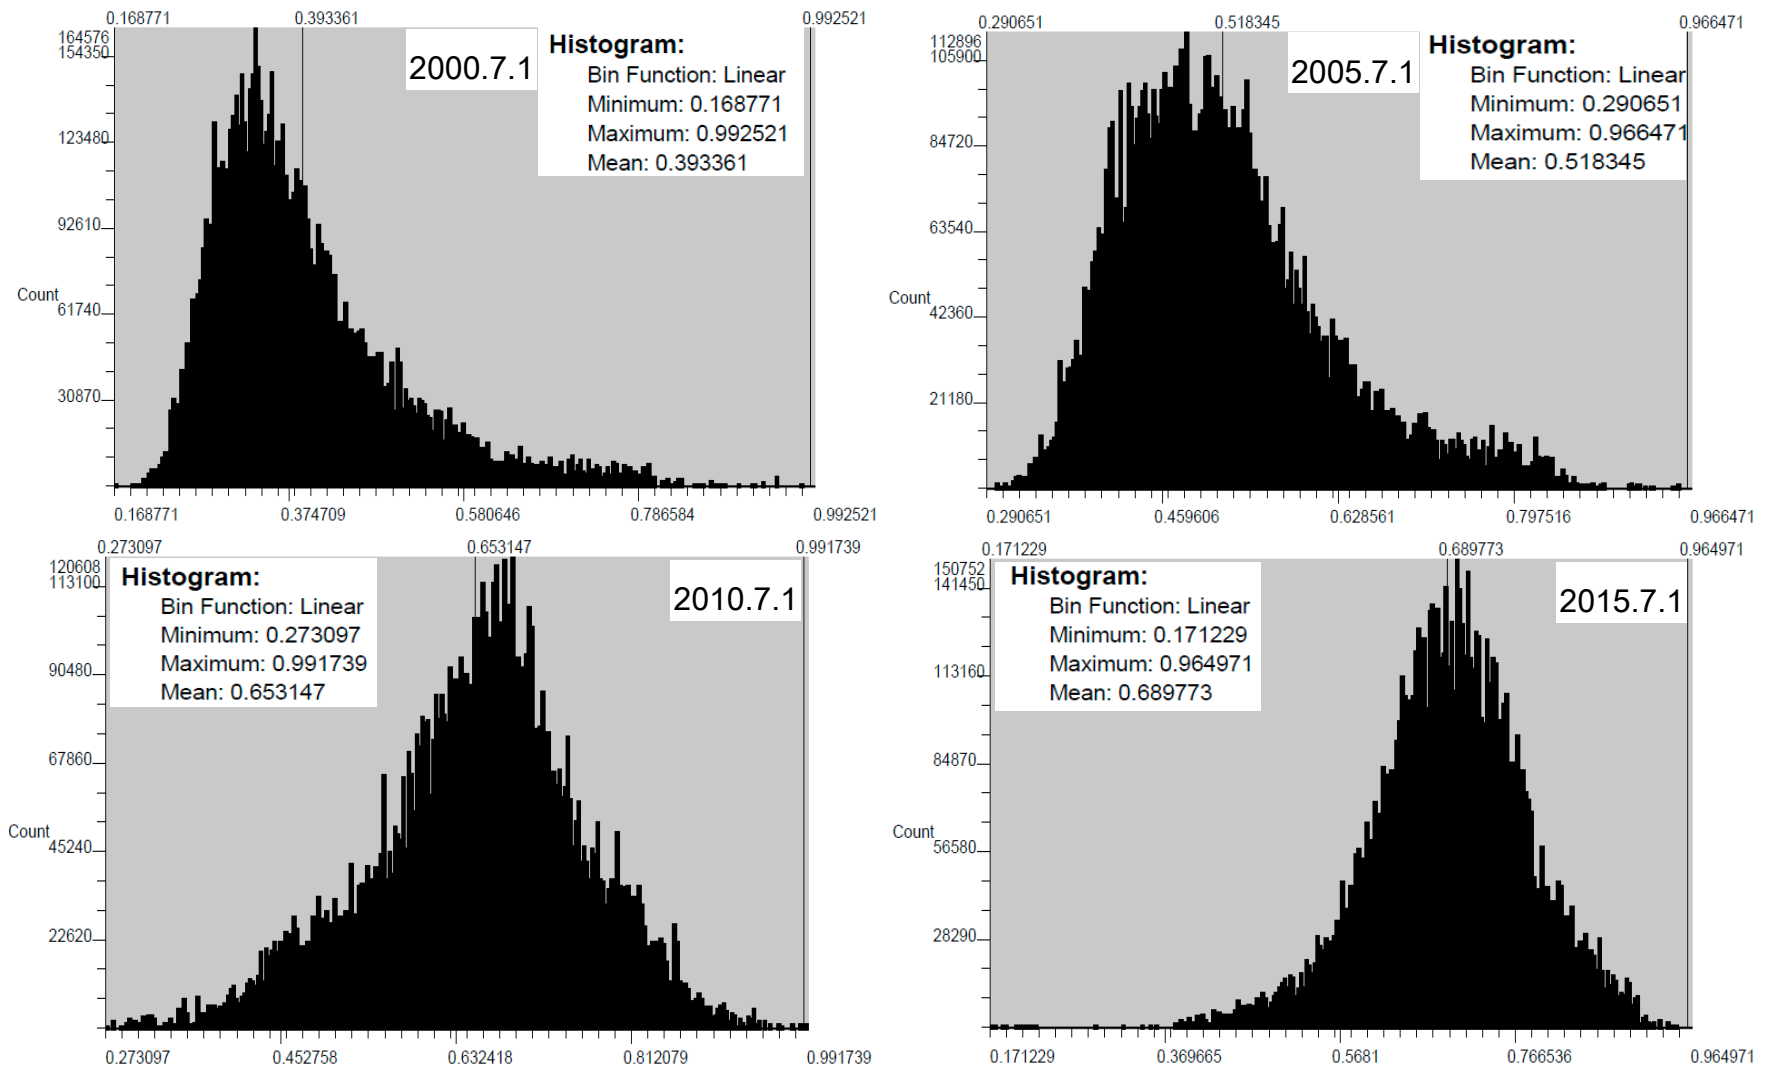 0.168771 0.393361 0.992521
164576
154350
123480
92610
Count
61740
30870
2000.7.1
Histogram:
Bin Function: Linear
Minimum: 0.168771
Maximum: 0.992521
Mean: 0.393361
0.168771 0.374709 0.580646 0.786584 0.992521
0.290651 0.518345 0.966471
112896
105900
84720
63540
Count
42360
21180
2005.7.1
Histogram:
Bin Function: Linear
Minimum: 0.290651
Maximum: 0.966471
Mean: 0.518345
0.290651 0.459606 0.628561 0.797516 0.966471
0.273097 0.653147 0.991739
120608
113100
90480
67860
Count
45240
22620
Histogram:
Bin Function: Linear
Minimum: 0.273097
Maximum: 0.991739
Mean: 0.653147
2010.7.1
0.273097 0.452758 0.632418 0.812079 0.991739
0.171229 0.689773 0.964971
150752
141450
113160
84870
Count
56580
28290
Histogram:
Bin Function: Linear
Minimum: 0.171229
Maximum: 0.964971
Mean: 0.689773
2015.7.1
0.171229 0.369665 0.5681 0.766536 0.964971